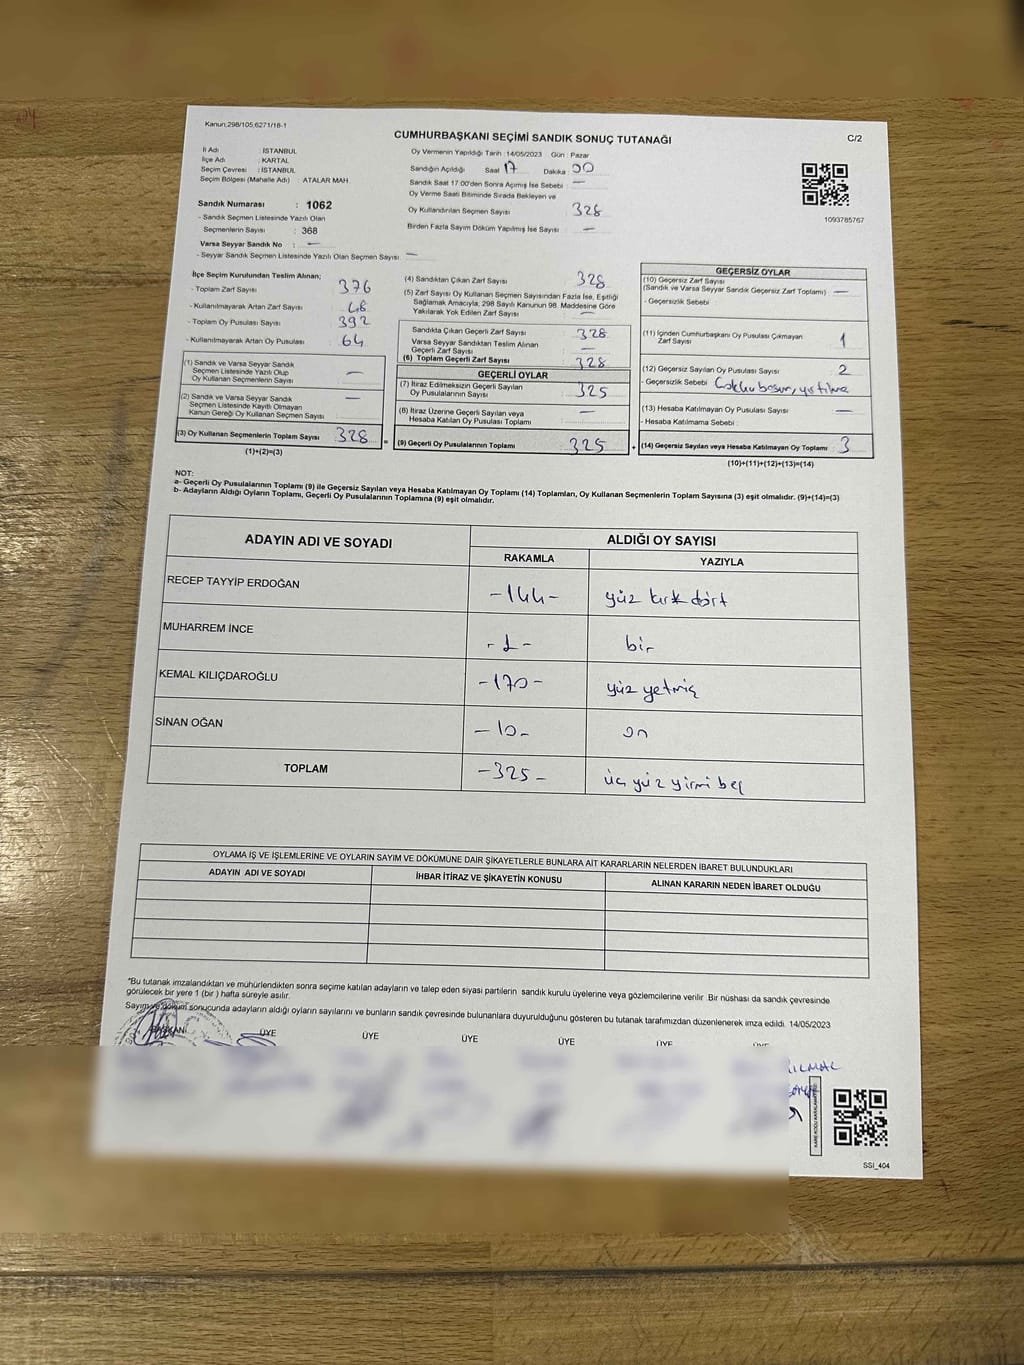 Kanun:298/105,6271/18-1
CUMHURBAŞKANI SEÇİMİ SANDIK SONUÇ TUTANAĞI
C/2
İl Adı : İSTANBUL
İlçe Adı : KARTAL
Seçim Çevresi : İSTANBUL
Seçim Bölgesi (Mahalle Adı) : ATALAR MAH.
Sandık Numarası : 1062
- Sandık Seçmen Listesinde Yazılı Olan
Seçmenlerin Sayısı : 368
Varsa Seyyar Sandık No : —
- Seyyar Sandık Seçmen Listesinde Yazılı Olan Seçmen Sayısı: —
Oy Vermenin Yapıldığı Tarih :14/05/2023 Gün : Pazar
Sandığın Açıldığı Saat 17 Dakika 00
Sandık Saat 17.00'den Sonra Açılmış İse Sebebi : —
Oy Verme Saati Bitiminde Sırada Bekleyen ve
Oy Kullandırılan Seçmen Sayısı : 328
Birden Fazla Sayım Döküm Yapılmış İse Sayısı : —
1093785767
İlçe Seçim Kurulundan Teslim Alınan;
- Toplam Zarf Sayısı : 376
- Kullanılmayarak Artan Zarf Sayısı : 48
- Toplam Oy Pusulası Sayısı : 392
- Kullanılmayarak Artan Oy Pusulası : 64
(1) Sandık ve Varsa Seyyar Sandık
Seçmen Listesinde Yazılı Olup
Oy Kullanan Seçmenlerin Sayısı : —
(2) Sandık ve Varsa Seyyar Sandık
Seçmen Listesinde Kayıtlı Olmayan
Kanun Gereği Oy Kullanan Seçmen Sayısı : —
(3) Oy Kullanan Seçmenlerin Toplam Sayısı : 328
(1)+(2)=(3)
(4) Sandıktan Çıkan Zarf Sayısı : 328
(5) Zarf Sayısı Oy Kullanan Seçmen Sayısından Fazla İse, Eşitliği
Sağlamak Amacıyla, 298 Sayılı Kanunun 98. Maddesine Göre
Yakılarak Yok Edilen Zarf Sayısı : —
Sandıkta Çıkan Geçerli Zarf Sayısı : 328
Varsa Seyyar Sandıktan Teslim Alınan
Geçerli Zarf Sayısı : —
(6) Toplam Geçerli Zarf Sayısı : 328
GEÇERLİ OYLAR
(7) İtiraz Edilmeksizin Geçerli Sayılan
Oy Pusulalarının Sayısı : 325
(8) İtiraz Üzerine Geçerli Sayılan veya
Hesaba Katılan Oy Pusulası Toplamı : —
= (9) Geçerli Oy Pusulalarının Toplamı : 325
GEÇERSİZ OYLAR
(10) Geçersiz Zarf Sayısı
(Sandık ve Varsa Seyyar Sandık Geçersiz Zarf Toplamı) : —
- Geçersizlik Sebebi :
(11) İçinden Cumhurbaşkanı Oy Pusulası Çıkmayan
Zarf Sayısı : 1
(12) Geçersiz Sayılan Oy Pusulası Sayısı : 2
- Geçersizlik Sebebi : yırtılma
(13) Hesaba Katılmayan Oy Pusulası Sayısı : —
- Hesaba Katılmama Sebebi :
+ (14) Geçersiz Sayılan veya Hesaba Katılmayan Oy Toplamı : 3
(10)+(11)+(12)+(13)=(14)
NOT:
a- Geçerli Oy Pusulalarının Toplamı (9) ile Geçersiz Sayılan veya Hesaba Katılmayan Oy Toplamı (14) Toplamları, Oy Kullanan Seçmenlerin Toplam Sayısına (3) eşit olmalıdır. (9)+(14)=(3)
b- Adayların Aldığı Oyların Toplamı, Geçerli Oy Pusulalarının Toplamına (9) eşit olmalıdır.
ADAYIN ADI VE SOYADI ALDIĞI OY SAYISI
RAKAMLA YAZIYLA
RECEP TAYYİP ERDOĞAN -144- yüz kırk dört
MUHARREM İNCE -1- bir
KEMAL KILIÇDAROĞLU -170- yüz yetmiş
SİNAN OĞAN -10- on
TOPLAM -325- üç yüz yirmi beş
OYLAMA İŞ VE İŞLEMLERİNE VE OYLARIN SAYIM VE DÖKÜMÜNE DAİR ŞİKAYETLERLE BUNLARA AİT KARARLARIN NELERDEN İBARET BULUNDUKLARI
ADAYIN ADI VE SOYADI İHBAR İTİRAZ VE ŞİKAYETİN KONUSU ALINAN KARARIN NEDEN İBARET OLDUĞU
"Bu tutanak imzalandıktan ve mühürlendikten sonra seçime katılan adayların ve talep eden siyasi partilerin sandık kurulu üyelerine veya gözlemcilerine verilir .Bir nüshası da sandık çevresinde
görülecek bir yere 1 (bir ) hafta süreyle asılır.
Sayım ve döküm sonucunda adayların aldığı oyların sayılarını ve bunların sandık çevresinde bulunanlara duyurulduğunu gösteren bu tutanak tarafımızdan düzenlenerek imza edildi. 14/05/2023
BAŞKAN ÜYE ÜYE ÜYE ÜYE ÜYE ÜYE
SSI_404